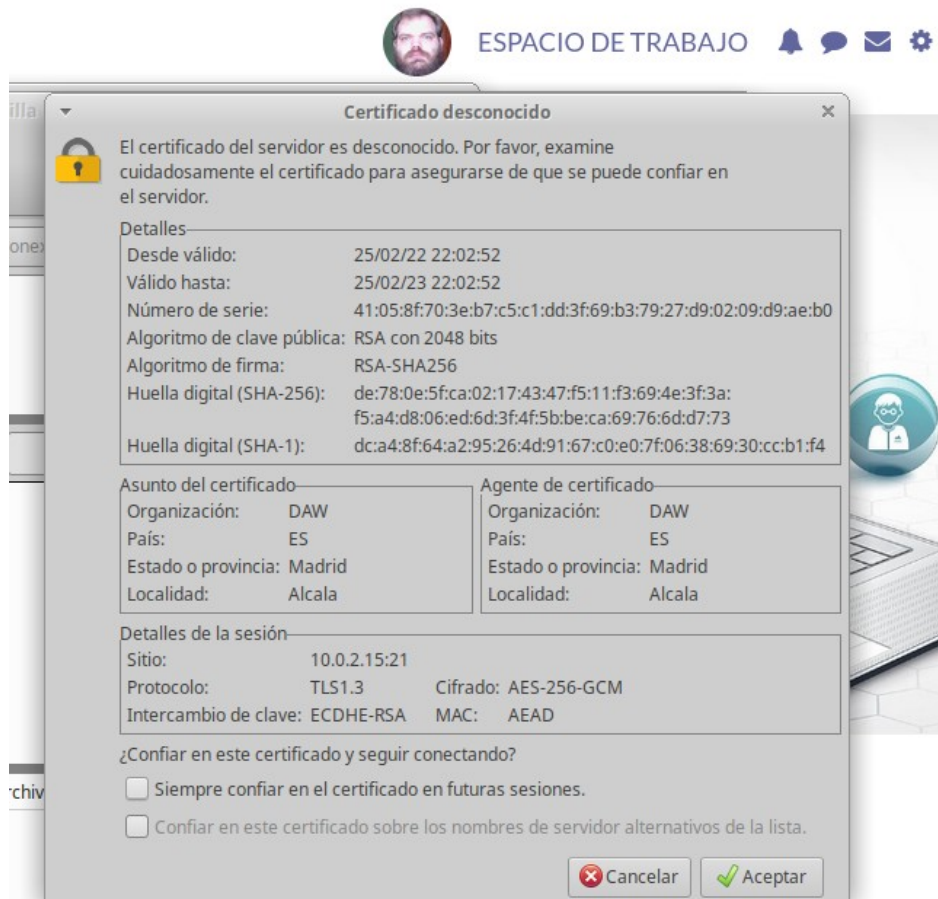 ESPACIO DE TRABAJO
illa
Certificado desconocido
El certificado del servidor es desconocido. Por favor, examine
cuidadosamente el certificado para asegurarse de que se puede confiar en
el servidor.
onex
Detalles
Desde válido: 25/02/22 22:02:52
Válido hasta: 25/02/23 22:02:52
Número de serie: 41:05:8f:70:3e:b7:c5:c1:dd:3f:69:b3:79:27:d9:02:09:d9:ae:b0
Algoritmo de clave pública: RSA con 2048 bits
Algoritmo de firma: RSA-SHA256
Huella digital (SHA-256): de:78:0e:5f:ca:02:17:43:47:f5:11:f3:69:4e:3f:3a:
f5:a4:d8:06:ed:6d:3f:4f:5b:be:ca:69:76:6d:d7:73
Huella digital (SHA-1): dc:a4:8f:64:a2:95:26:4d:91:67:c0:e0:7f:06:38:69:30:cc:b1:f4
Asunto del certificado
Organización: DAW
País: ES
Estado o provincia: Madrid
Localidad: Alcala
Agente de certificado
Organización: DAW
País: ES
Estado o provincia: Madrid
Localidad: Alcala
Detalles de la sesión
Sitio: 10.0.2.15:21
Protocolo: TLS1.3 Cifrado: AES-256-GCM
Intercambio de clave: ECDHE-RSA MAC: AEAD
¿Confiar en este certificado y seguir conectando?
rchiv
Siempre confiar en el certificado en futuras sesiones.
Confiar en este certificado sobre los nombres de servidor alternativos de la lista.
Cancelar Aceptar